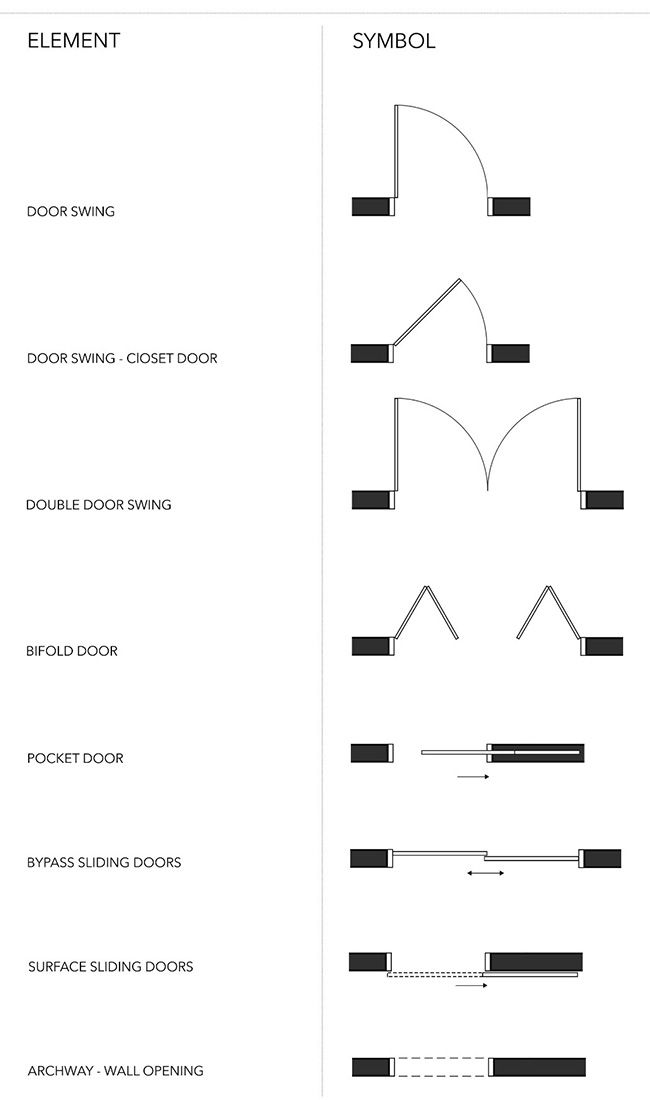 ELEMENT
SYMBOL
DOOR SWING
DOOR SWING - CLOSET DOOR
DOUBLE DOOR SWING
BIFOLD DOOR
POCKET DOOR
BYPASS SLIDING DOORS
SURFACE SLIDING DOORS
ARCHWAY - WALL OPENING